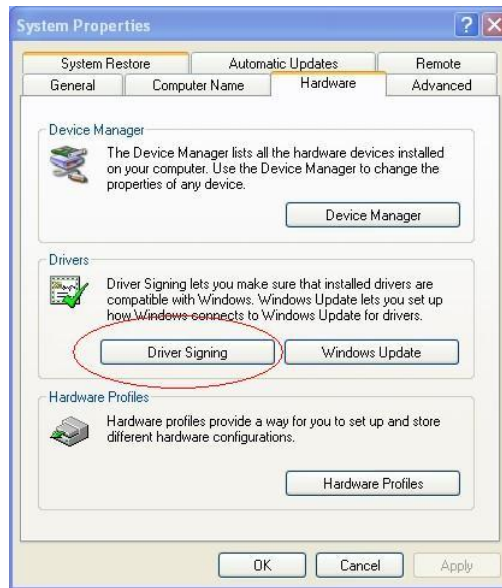 System Properties
System Restore Automatic Updates Remote
General Computer Name Hardware Advanced
Device Manager
The Device Manager lists all the hardware devices installed
on your computer. Use the Device Manager to change the
properties of any device.
Device Manager
Drivers
Driver Signing lets you make sure that installed drivers are
compatible with Windows. Windows Update lets you set up
how Windows connects to Windows Update for drivers.
Driver Signing Windows Update
Hardware Profiles
Hardware profiles provide a way for you to set up and store
different hardware configurations.
Hardware Profiles
OK Cancel Apply